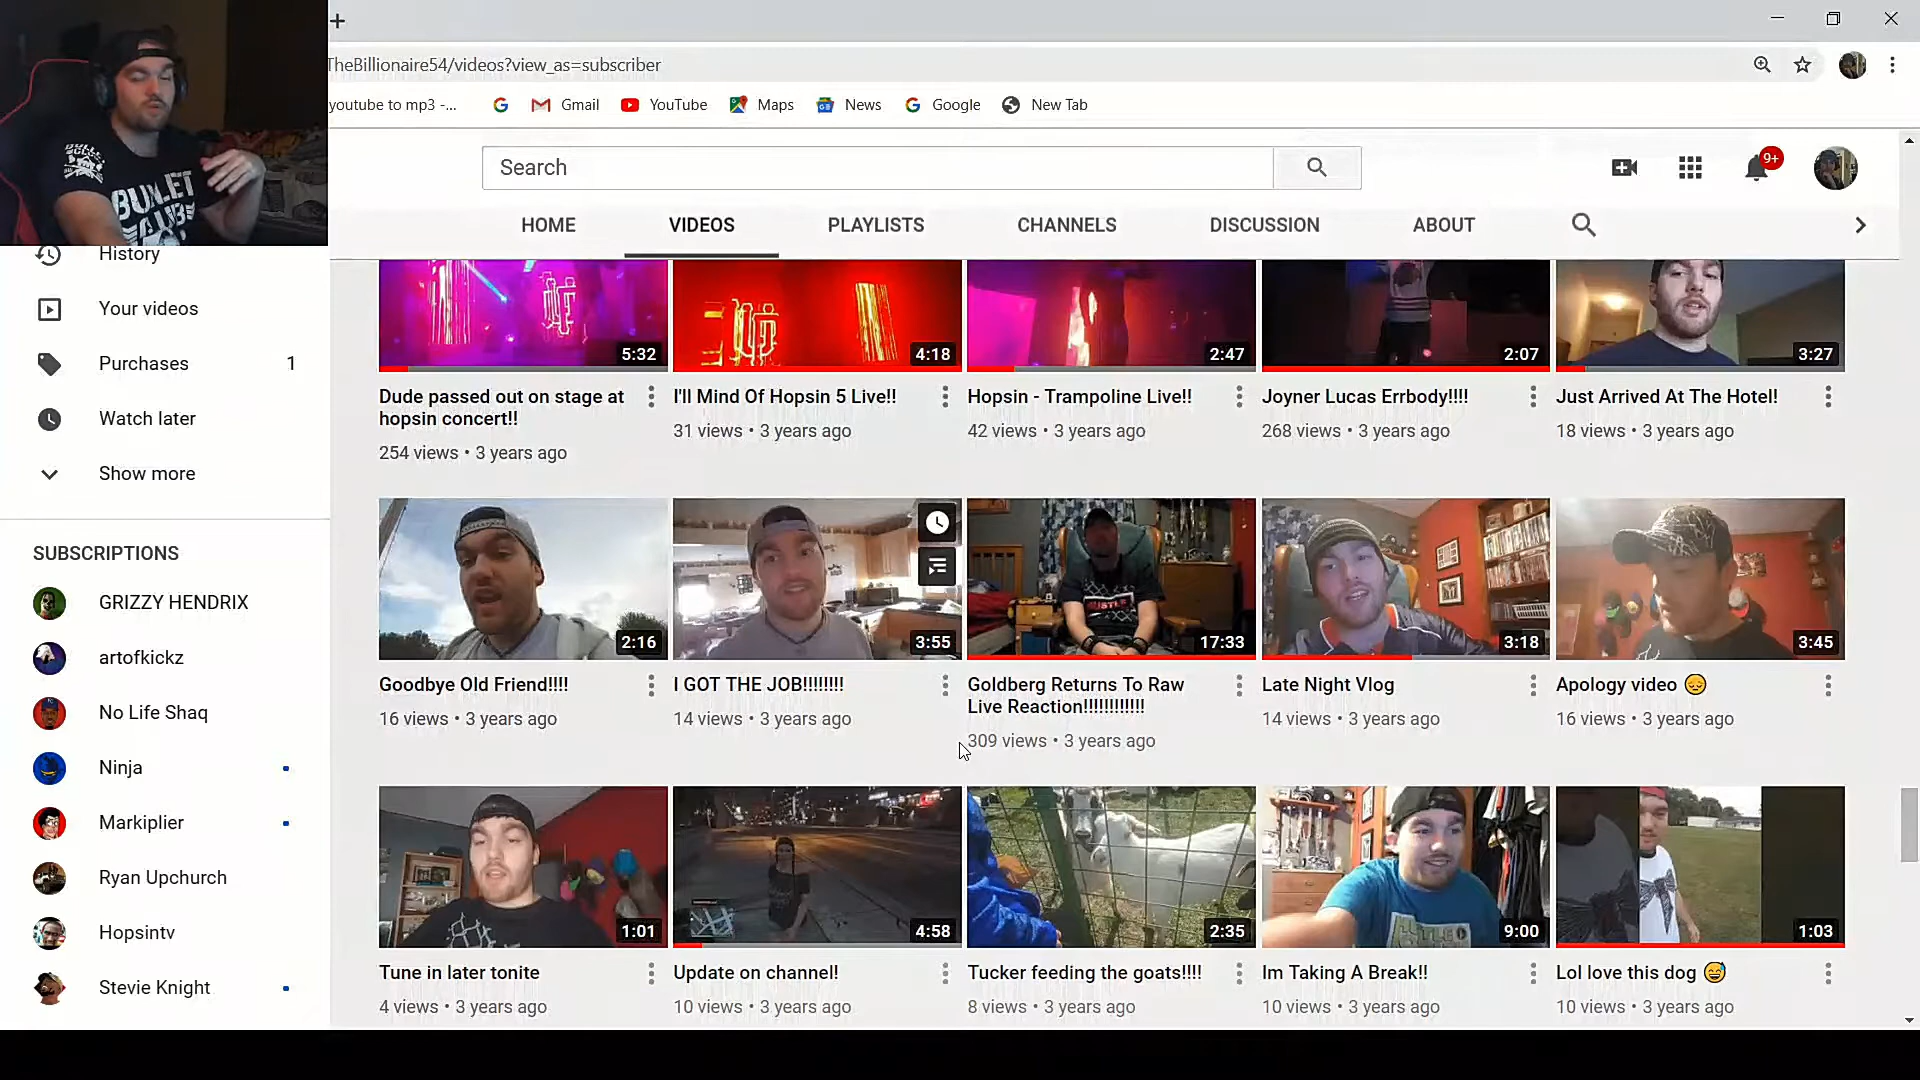 TheBillionaire54/videos?view_as=subscriber
youtube to mp3 -...
Gmail
YouTube
Maps
News
Google
New Tab
Search
9+
HOME
VIDEOS
PLAYLISTS
CHANNELS
DISCUSSION
ABOUT
BULLET
CLUB
History
Your videos
Purchases 1
Watch later
Show more
SUBSCRIPTIONS
GRIZZY HENDRIX
artofkickz
No Life Shaq
Ninja
Markiplier
Ryan Upchurch
Hopsintv
Stevie Knight
5:32
4:18
2:47
2:07
3:27
Dude passed out on stage at
hopsin concert!!
254 views • 3 years ago
I'll Mind Of Hopsin 5 Live!!
31 views • 3 years ago
Hopsin - Trampoline Live!!
42 views • 3 years ago
Joyner Lucas Errbody!!!!
268 views • 3 years ago
Just Arrived At The Hotel!
18 views • 3 years ago
2:16
3:55
HUSTLE
17:33
3:18
3:45
Goodbye Old Friend!!!!
16 views • 3 years ago
I GOT THE JOB!!!!!!!!
14 views • 3 years ago
Goldberg Returns To Raw
Live Reaction!!!!!!!!!!!!
309 views • 3 years ago
Late Night Vlog
14 views • 3 years ago
Apology video 😔
16 views • 3 years ago
1:01
4:58
2:35
9:00
1:03
Tune in later tonite
4 views • 3 years ago
Update on channel!
10 views • 3 years ago
Tucker feeding the goats!!!!
8 views • 3 years ago
Im Taking A Break!!
10 views • 3 years ago
Lol love this dog 😅
10 views • 3 years ago